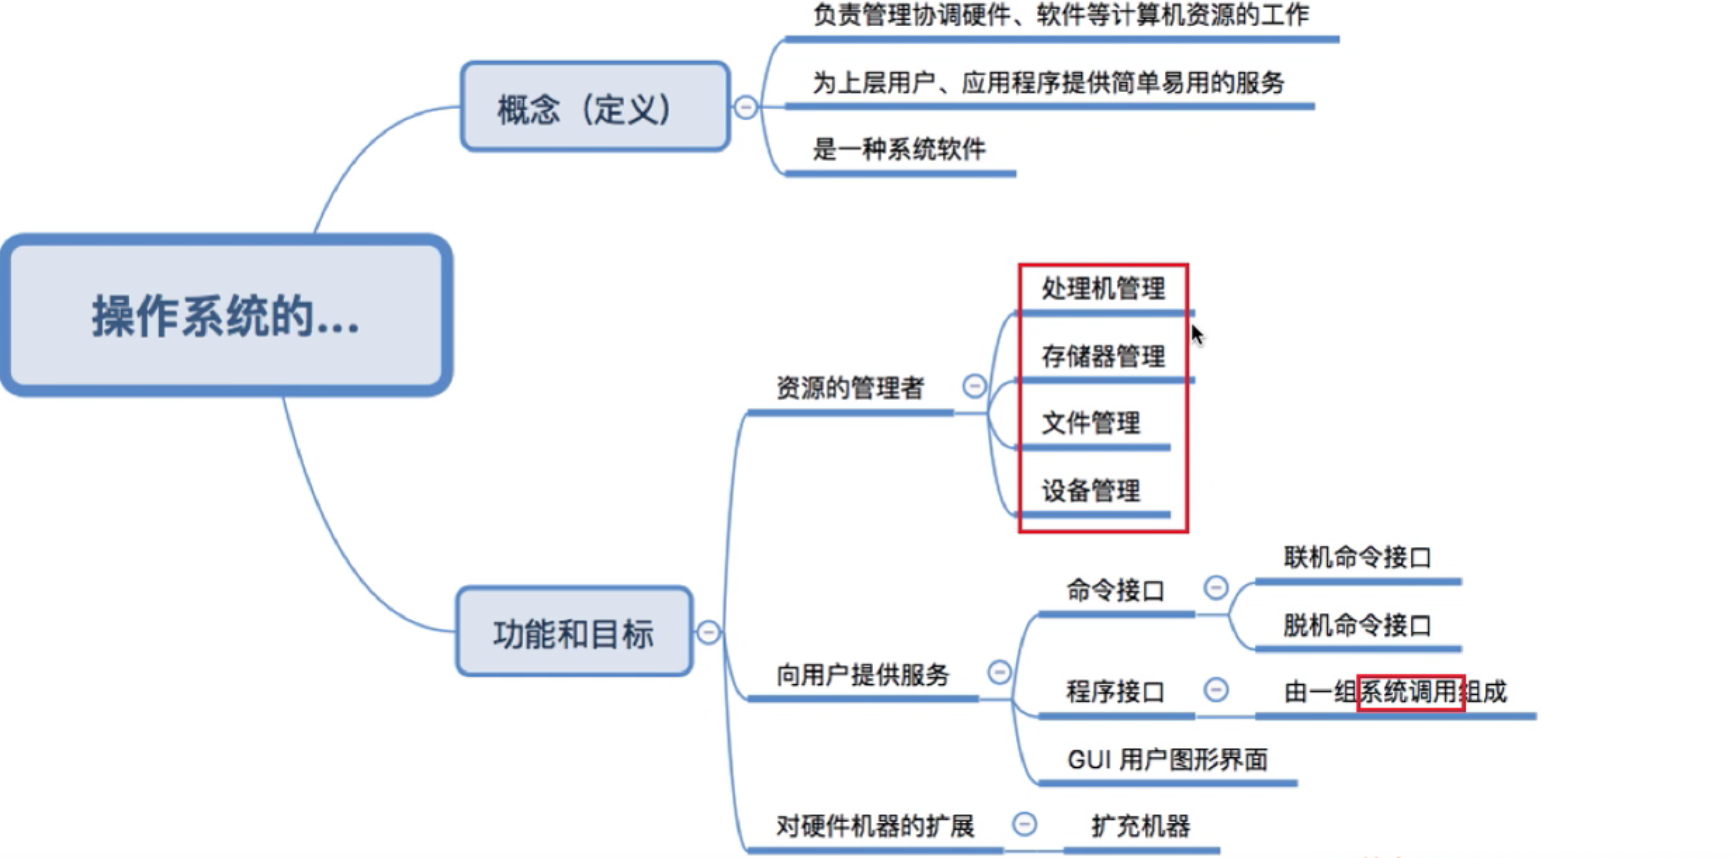 负责管理协调硬件、软件等计算机资源的工作
概念（定义）
为上层用户、应用程序提供简单易用的服务
是一种系统软件
操作系统的...
处理机管理
存储器管理
资源的管理者
文件管理
设备管理
联机命令接口
命令接口
脱机命令接口
功能和目标
向用户提供服务
程序接口
由一组系统调用组成
GUI 用户图形界面
对硬件机器的扩展
扩充机器